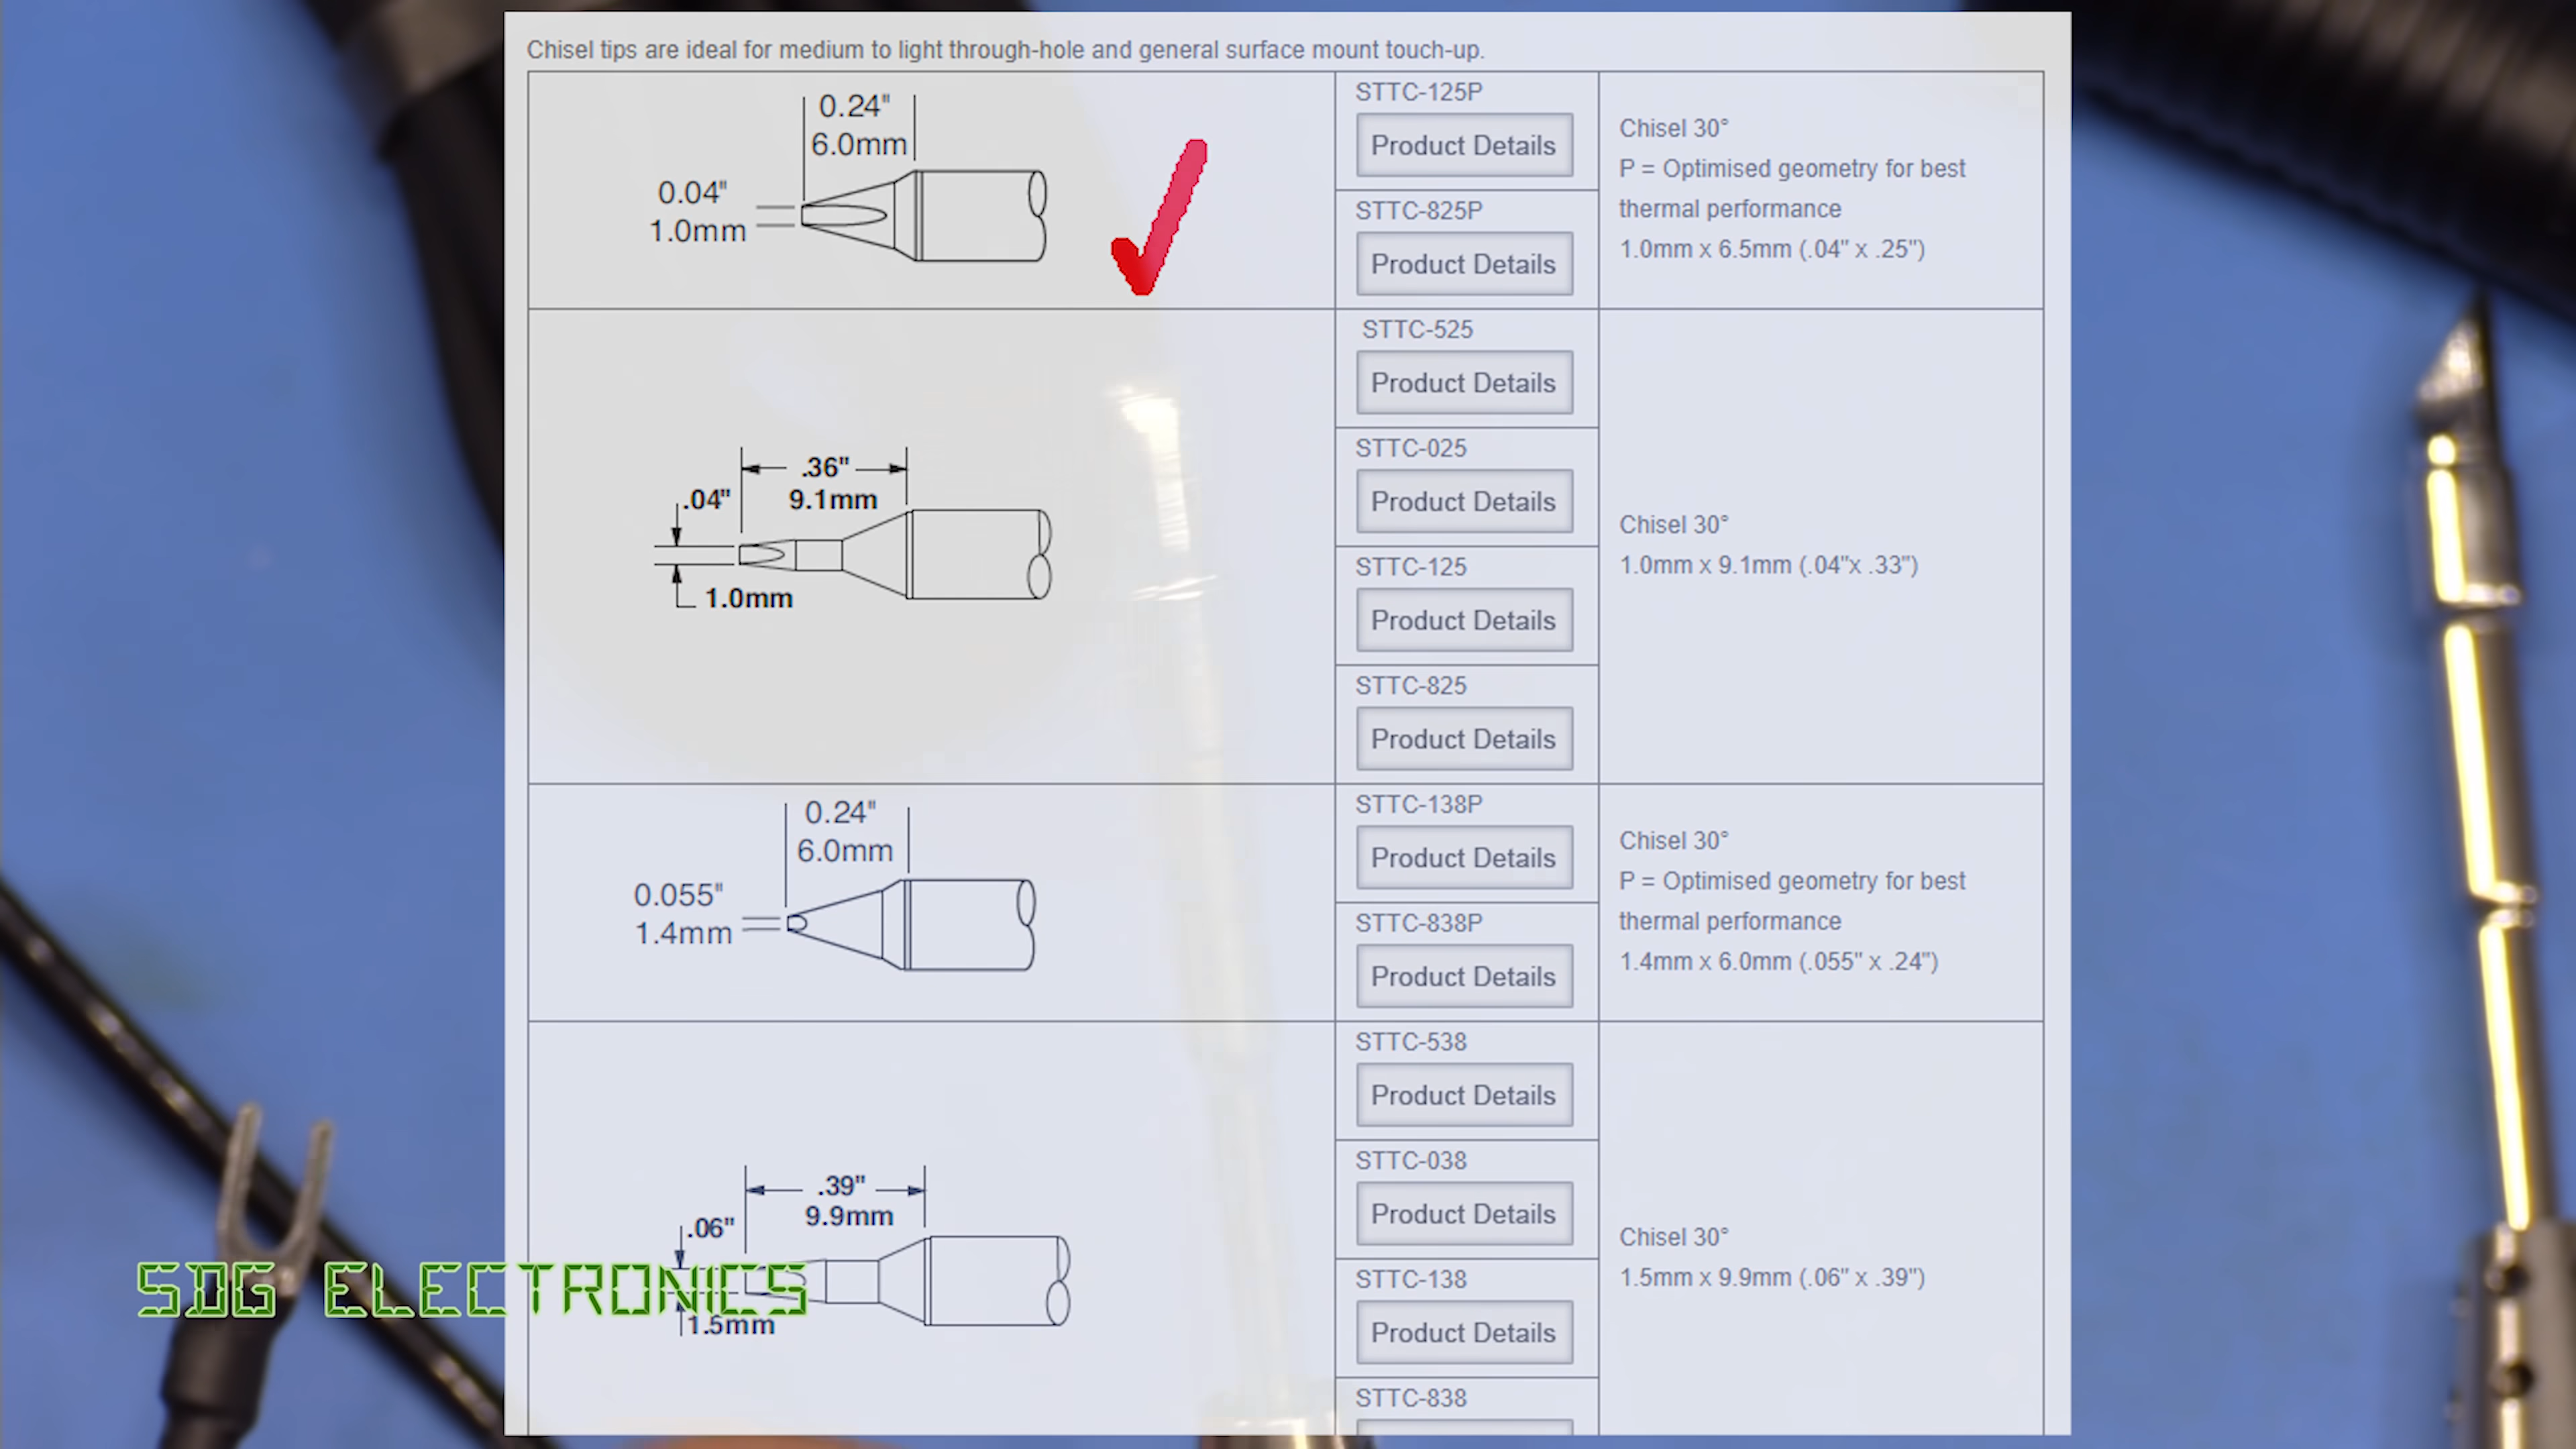 Chisel tips are ideal for medium to light through-hole and general surface mount touch-up.
0.24"
6.0mm
0.04"
1.0mm
STTC-125P
Product Details
STTC-825P
Product Details
Chisel 30°
P = Optimised geometry for best
thermal performance
1.0mm x 6.5mm (.04" x .25")
.36"
9.1mm
.04"
1.0mm
STTC-525
Product Details
STTC-025
Product Details
STTC-125
Product Details
STTC-825
Product Details
Chisel 30°
1.0mm x 9.1mm (.04"x .33")
0.24"
6.0mm
0.055"
1.4mm
STTC-138P
Product Details
STTC-838P
Product Details
Chisel 30°
P = Optimised geometry for best
thermal performance
1.4mm x 6.0mm (.055" x .24")
.39"
9.9mm
.06"
1.5mm
STTC-538
Product Details
STTC-038
Product Details
STTC-138
Product Details
STTC-838
Chisel 30°
1.5mm x 9.9mm (.06" x .39")
SDG ELECTRONICS